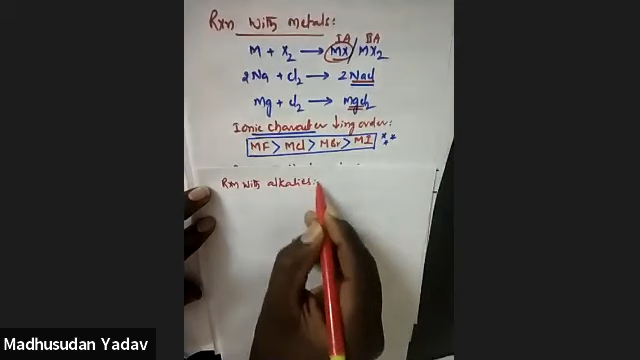 Rxn with metals:
IA IIA
M + X₂ ⟶ MX / MX₂
2Na + Cl₂ ⟶ 2NaCl
Mg + Cl₂ ⟶ MgCl₂
Ionic character ↓ing order:
MF > MCl > MBr > MI ***
Rxn with alkalies:
Madhusudan Yadav